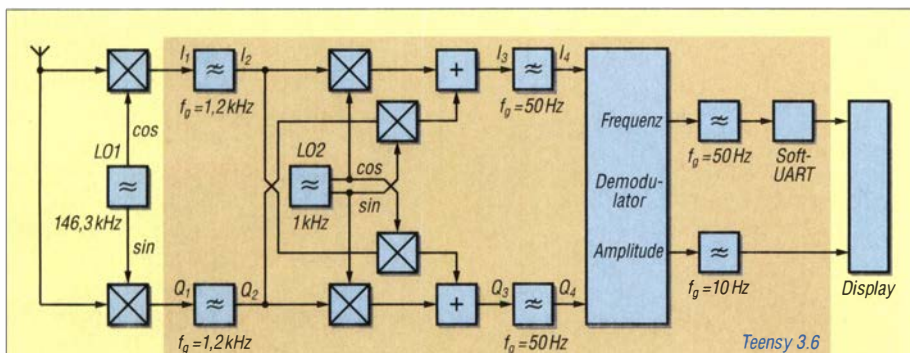 I1
I2
fg = 1,2 kHz
I3
I4
fg = 50 Hz
cos
LO1
146,3 kHz
sin
LO2
1 kHz
cos
sin
Frequenz
Demodu-
lator
Amplitude
fg = 50 Hz
Soft-
UART
fg = 10 Hz
Display
Q1
Q2
fg = 1,2 kHz
Q3
Q4
fg = 50 Hz
Teensy 3.6